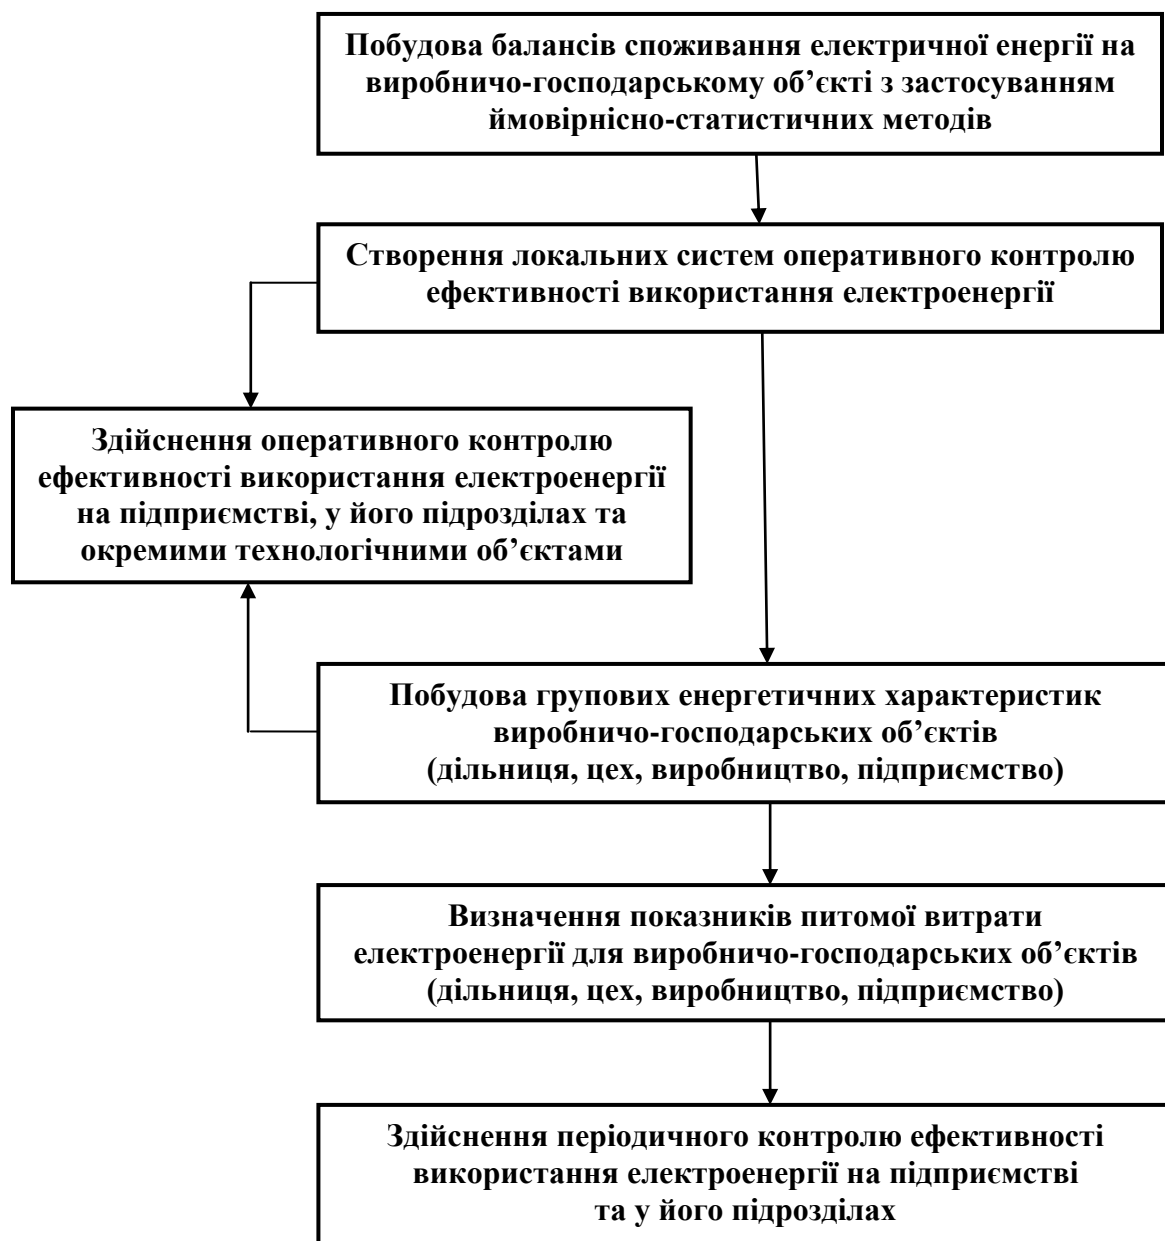 Побудова балансів споживання електричної енергії на
виробничо-господарському об’єкті з застосуванням
ймовірнісно-статистичних методів
Створення локальних систем оперативного контролю
ефективності використання електроенергії
Здійснення оперативного контролю
ефективності використання електроенергії
на підприємстві, у його підрозділах та
окремими технологічними об’єктами
Побудова групових енергетичних характеристик
виробничо-господарських об’єктів
(дільниця, цех, виробництво, підприємство)
Визначення показників питомої витрати
електроенергії для виробничо-господарських об’єктів
(дільниця, цех, виробництво, підприємство)
Здійснення періодичного контролю ефективності
використання електроенергії на підприємстві
та у його підрозділах